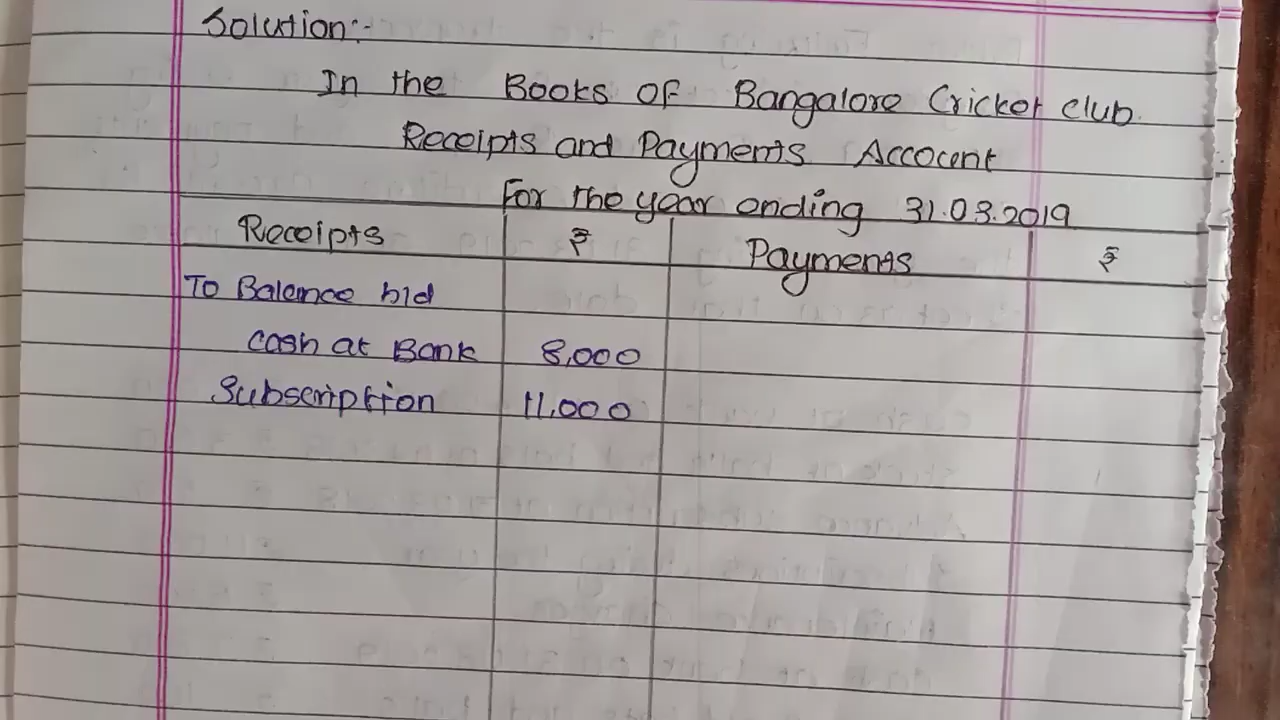 Solution:-
In the Books of Bangalore Cricket club.
Receipts and Payments Account
For the year ending 31.03.2019
Receipts ₹ Payments ₹
To Balance b/d
Cash at Bank 8,000
Subscription 11,000